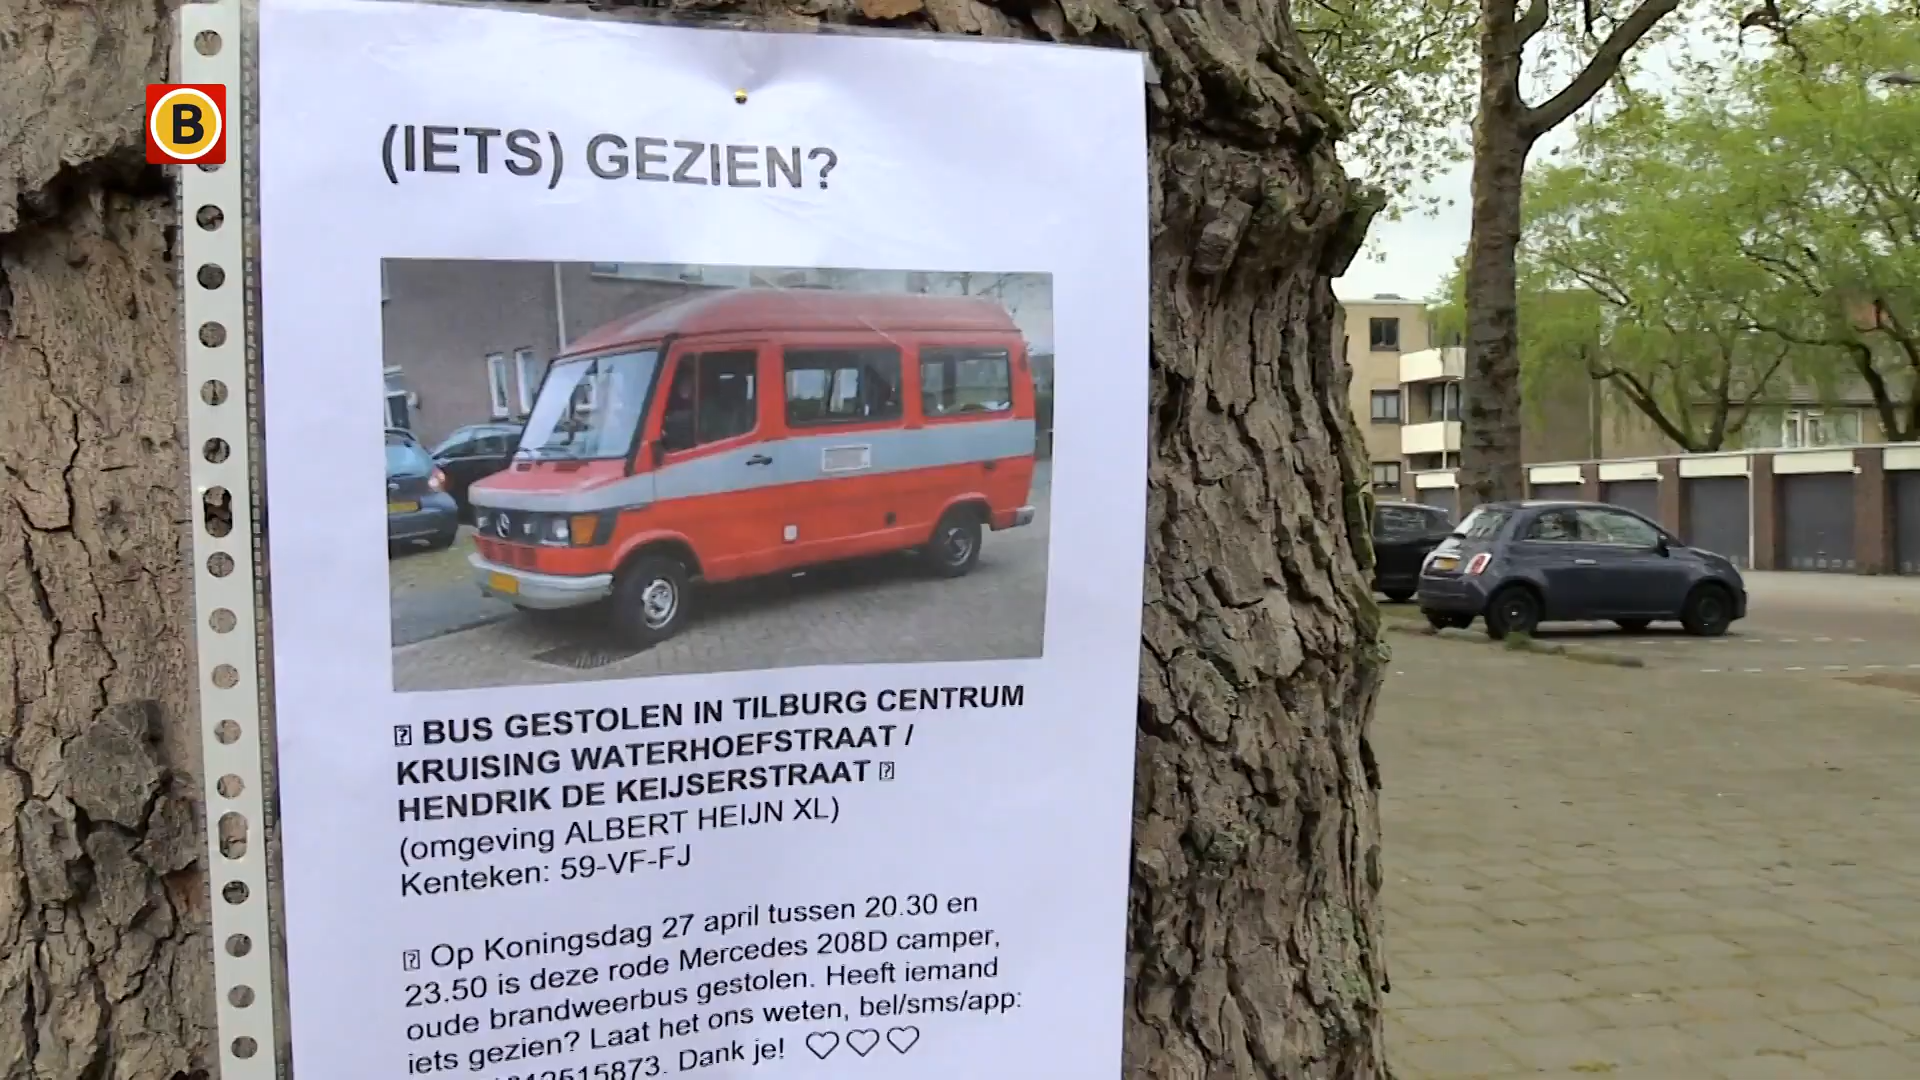 B
(IETS) GEZIEN?
BUS GESTOLEN IN TILBURG CENTRUM
KRUISING WATERHOEFSTRAAT /
HENDRIK DE KEIJSERSTRAAT
(omgeving ALBERT HEIJN XL)
Kenteken: 59-VF-FJ
Op Koningsdag 27 april tussen 20.30 en
23.50 is deze rode Mercedes 208D camper,
oude brandweerbus gestolen. Heeft iemand
iets gezien? Laat het ons weten, bel/sms/app:
Dank je! ♡♡♡